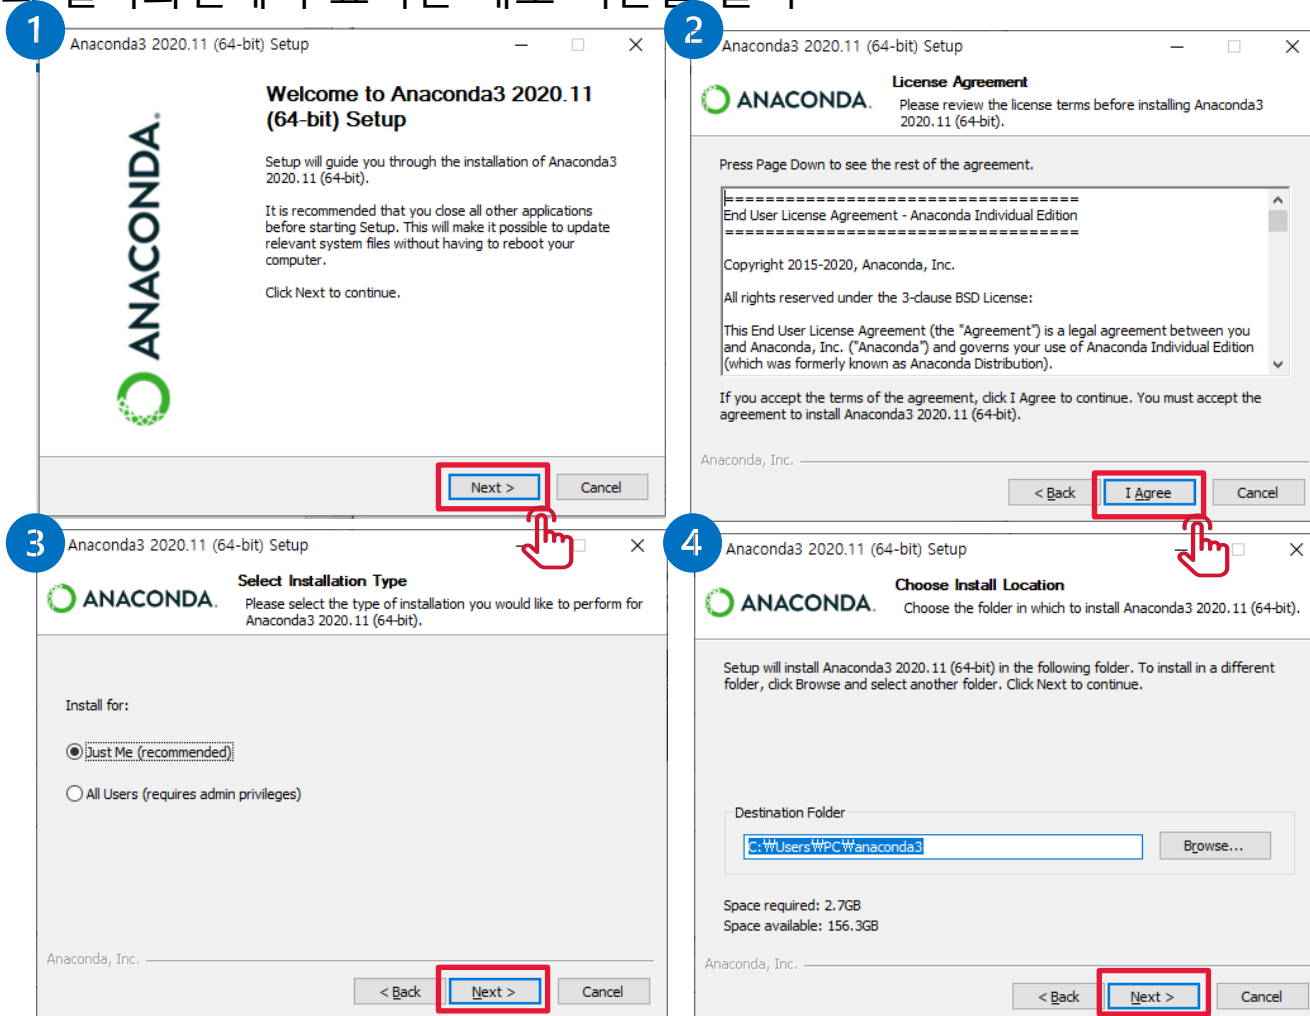 1
Anaconda3 2020.11 (64-bit) Setup
ANACONDA.
Welcome to Anaconda3 2020.11
(64-bit) Setup
Setup will guide you through the installation of Anaconda3
2020.11 (64-bit).
It is recommended that you close all other applications
before starting Setup. This will make it possible to update
relevant system files without having to reboot your
computer.
Click Next to continue.
Next >
Cancel
2
Anaconda3 2020.11 (64-bit) Setup
ANACONDA.
License Agreement
Please review the license terms before installing Anaconda3
2020.11 (64-bit).
Press Page Down to see the rest of the agreement.
===================================
End User License Agreement - Anaconda Individual Edition
===================================
Copyright 2015-2020, Anaconda, Inc.
All rights reserved under the 3-clause BSD License:
This End User License Agreement (the "Agreement") is a legal agreement between you
and Anaconda, Inc. ("Anaconda") and governs your use of Anaconda Individual Edition
(which was formerly known as Anaconda Distribution).
If you accept the terms of the agreement, click I Agree to continue. You must accept the
agreement to install Anaconda3 2020.11 (64-bit).
Anaconda, Inc.
< Back
I Agree
Cancel
3
Anaconda3 2020.11 (64-bit) Setup
ANACONDA.
Select Installation Type
Please select the type of installation you would like to perform for
Anaconda3 2020.11 (64-bit).
Install for:
Just Me (recommended)
All Users (requires admin privileges)
Anaconda, Inc.
< Back
Next >
Cancel
4
Anaconda3 2020.11 (64-bit) Setup
ANACONDA.
Choose Install Location
Choose the folder in which to install Anaconda3 2020.11 (64-bit).
Setup will install Anaconda3 2020.11 (64-bit) in the following folder. To install in a different
folder, click Browse and select another folder. Click Next to continue.
Destination Folder
C:₩Users₩PC₩anaconda3
Browse...
Space required: 2.7GB
Space available: 156.3GB
Anaconda, Inc.
< Back
Next >
Cancel